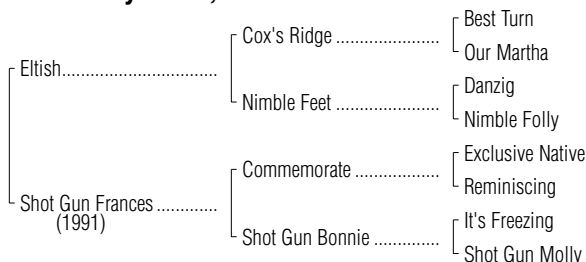 Best Turn
Cox's Ridge ........................
Our Martha
Eltish....................................
Danzig
Nimble Feet ........................
Nimble Folly
Exclusive Native
Commemorate ....................
Reminiscing
Shot Gun Frances ..............
(1991)
It's Freezing
Shot Gun Bonnie ...............
Shot Gun Molly